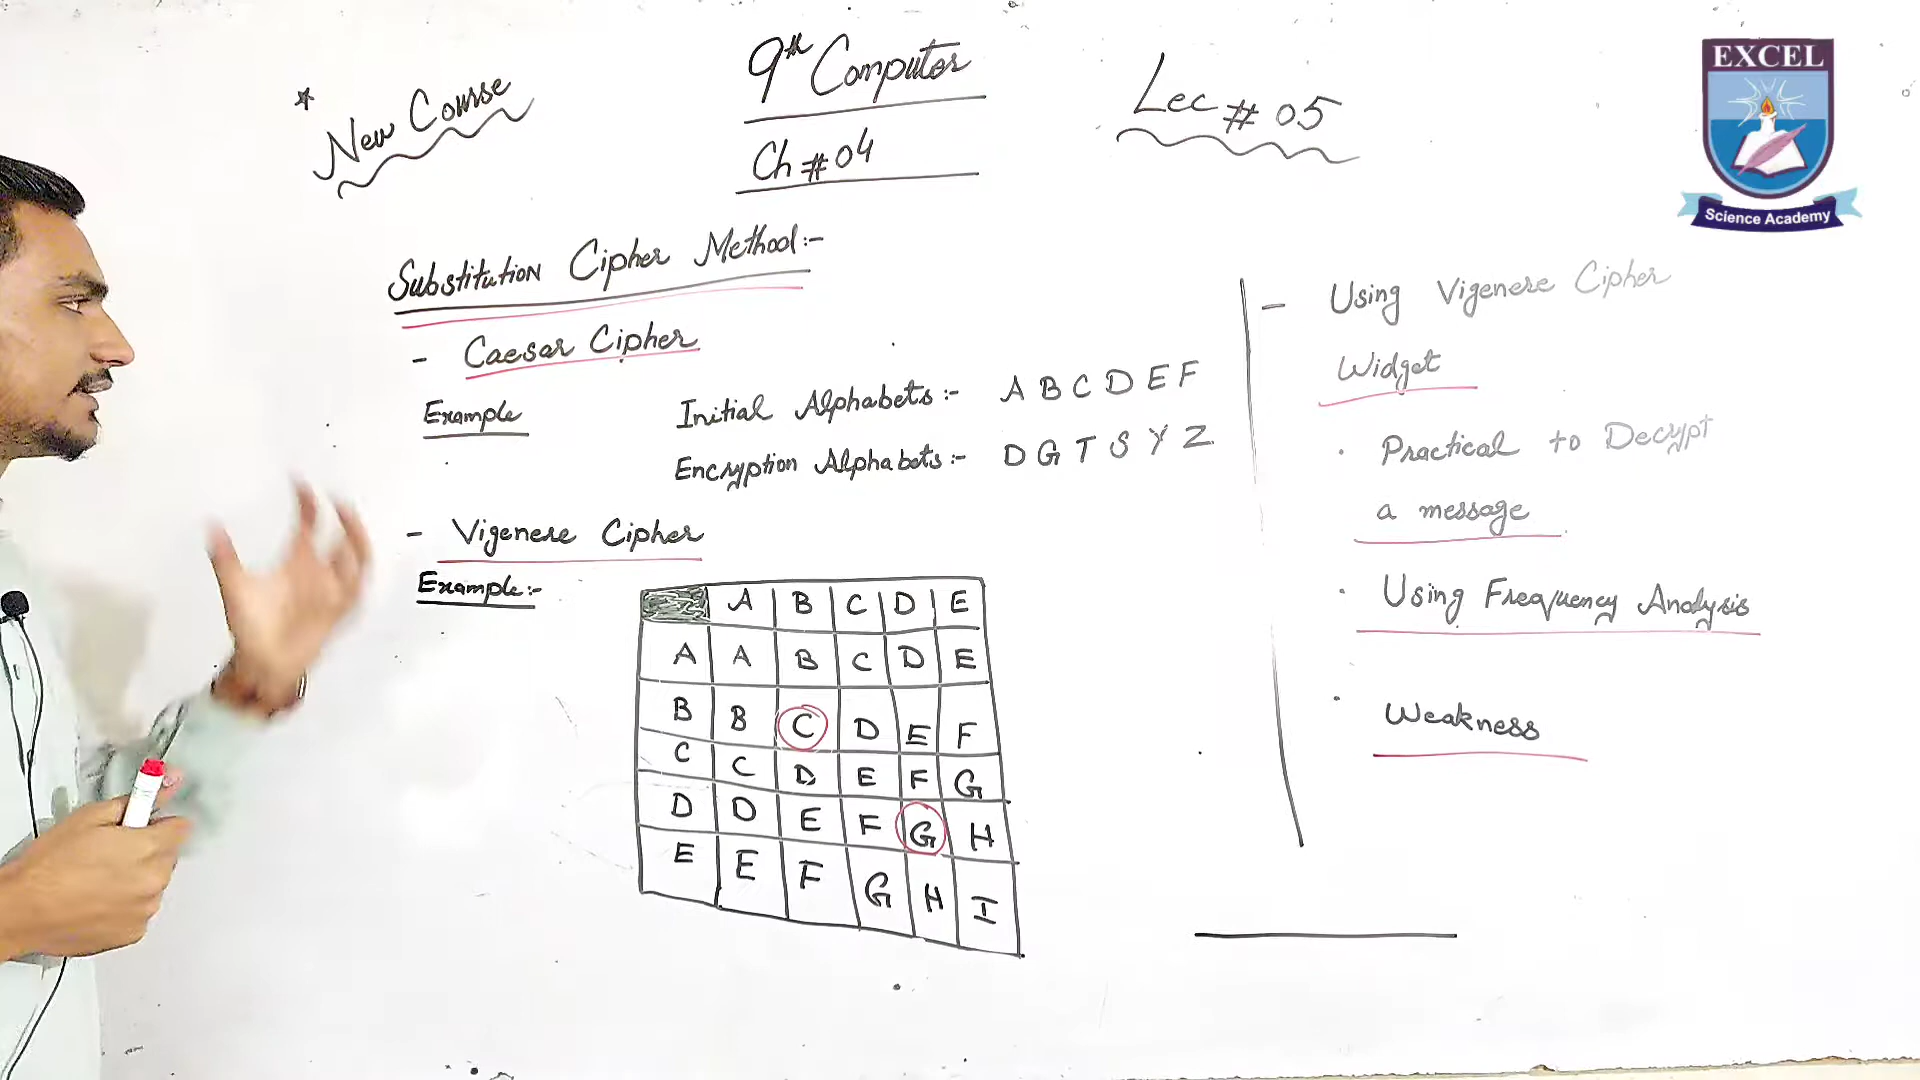 * New Course
9th Computer
Ch # 04
Lec # 05
EXCEL
Science Academy
Substitution Cipher Method:-
- Caesar Cipher
Example
Initial Alphabets:- A B C D E F
Encryption Alphabets:- D G T S Y Z
- Vigenere Cipher
Example:-
A B C D E
A A B C D E
B B C D E F
C C D E F G
D D E F G H
E E F G H I
- Using Vigenere Cipher
Widget
. Practical to Decrypt
a message
. Using Frequency Analysis
. Weakness